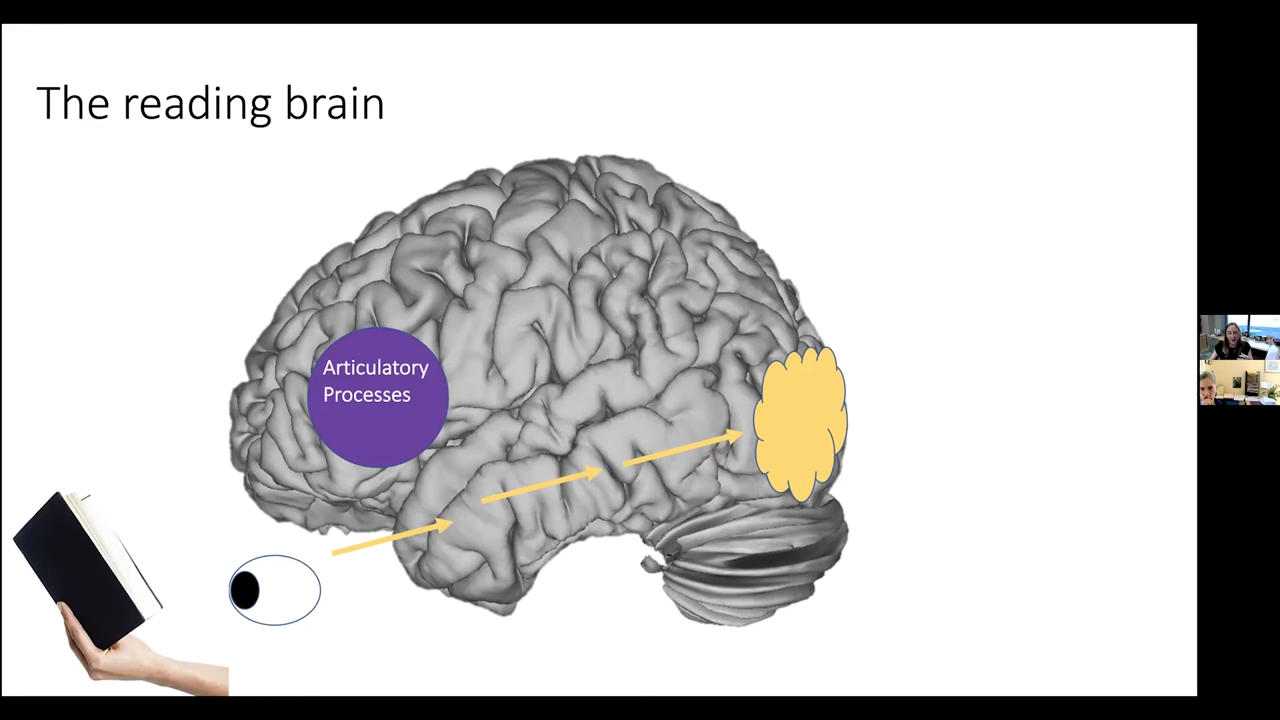 The reading brain
Articulatory
Processes